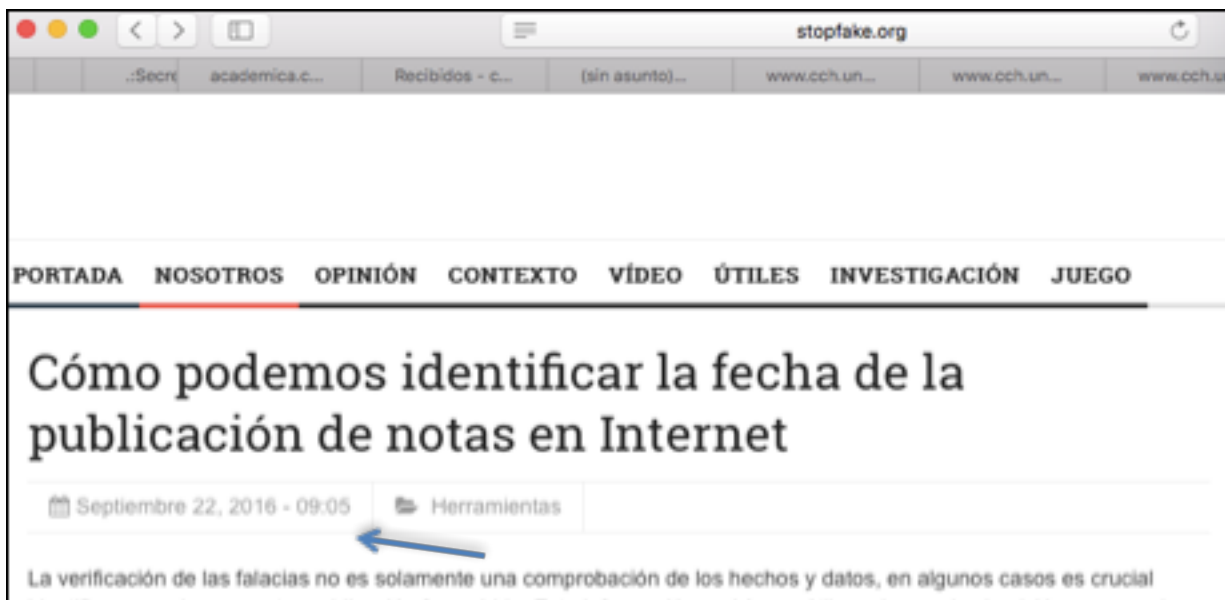 stopfake.org
.:Secre academica.c... Recibidos - c... (sin asunto)... www.cch.un... www.cch.un... www.cch.u
PORTADA NOSOTROS OPINIÓN CONTEXTO VÍDEO ÚTILES INVESTIGACIÓN JUEGO
Cómo podemos identificar la fecha de la
publicación de notas en Internet
Septiembre 22, 2016 - 09:05 Herramientas
La verificación de las falacias no es solamente una comprobación de los hechos y datos, en algunos casos es crucial